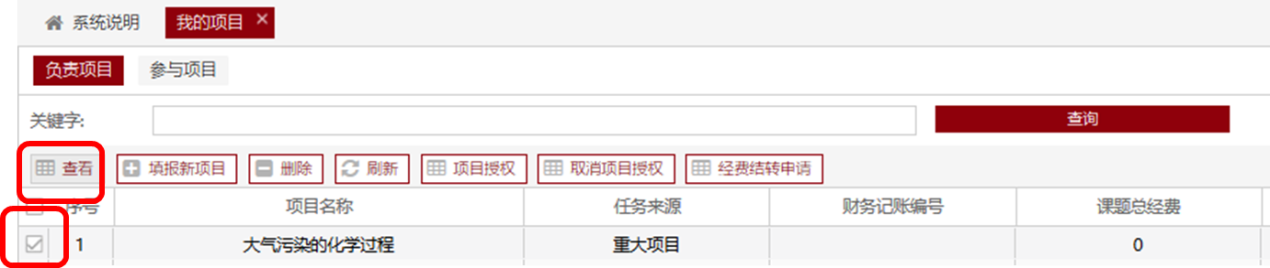 系统说明 我的项目 ×
负责项目 参与项目
关键字: 查询
查看 填报新项目 删除 刷新 项目授权 取消项目授权 经费结转申请
序号 项目名称 任务来源 财务记账编号 课题总经费
1 大气污染的化学过程 重大项目 0